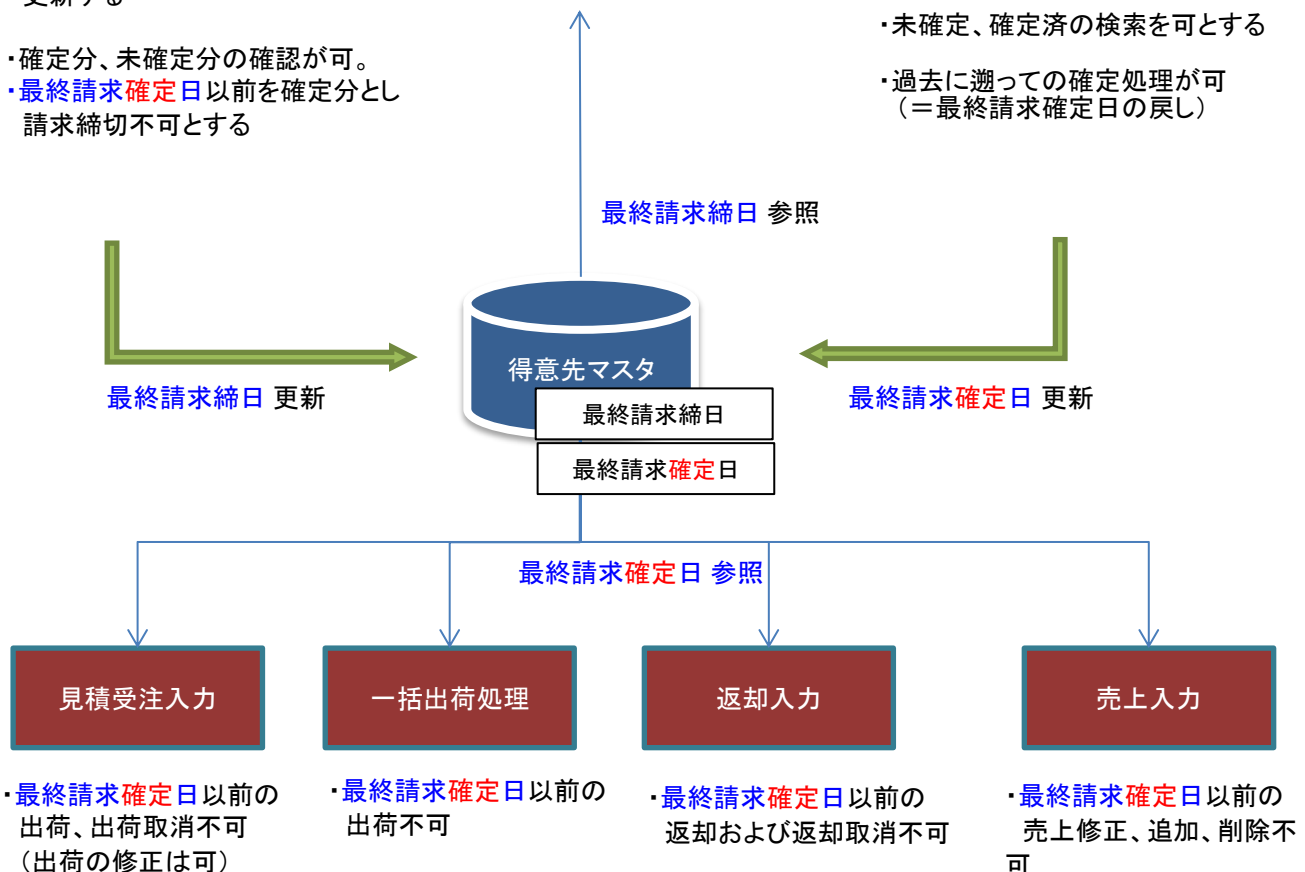 更新する
・確定分、未確定分の確認が可。
・最終請求確定日以前を確定分とし
請求締切不可とする
・未確定、確定済の検索を可とする
・過去に遡っての確定処理が可
（＝最終請求確定日の戻し）
最終請求締日 参照
得意先マスタ
最終請求締日 更新
最終請求確定日 更新
最終請求締日
最終請求確定日
最終請求確定日 参照
見積受注入力
一括出荷処理
返却入力
売上入力
・最終請求確定日以前の
出荷、出荷取消不可
（出荷の修正は可）
・最終請求確定日以前の
出荷不可
・最終請求確定日以前の
返却および返却取消不可
・最終請求確定日以前の
売上修正、追加、削除不
可